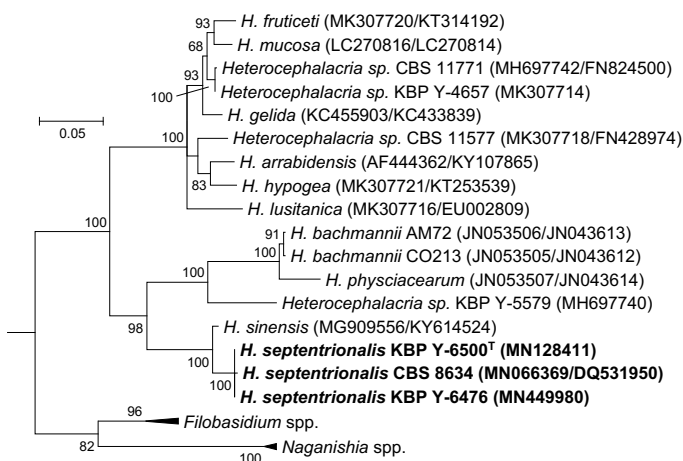 93
H. fruticeti (MK307720/KT314192)
68
H. mucosa (LC270816/LC270814)
93
Heterocephalacria sp. CBS 11771 (MH697742/FN824500)
100
Heterocephalacria sp. KBP Y-4657 (MK307714)
H. gelida (KC455903/KC433839)
0.05
100
Heterocephalacria sp. CBS 11577 (MK307718/FN428974)
H. arrabidensis (AF444362/KY107865)
83
H. hypogea (MK307721/KT253539)
H. lusitanica (MK307716/EU002809)
100
91
H. bachmannii AM72 (JN053506/JN043613)
100
H. bachmannii CO213 (JN053505/JN043612)
100
H. physciacearum (JN053507/JN043614)
Heterocephalacria sp. KBP Y-5579 (MH697740)
98
H. sinensis (MG909556/KY614524)
H. septentrionalis KBP Y-6500T (MN128411)
100
H. septentrionalis CBS 8634 (MN066369/DQ531950)
100
H. septentrionalis KBP Y-6476 (MN449980)
96
Filobasidium spp.
82
Naganishia spp.
100